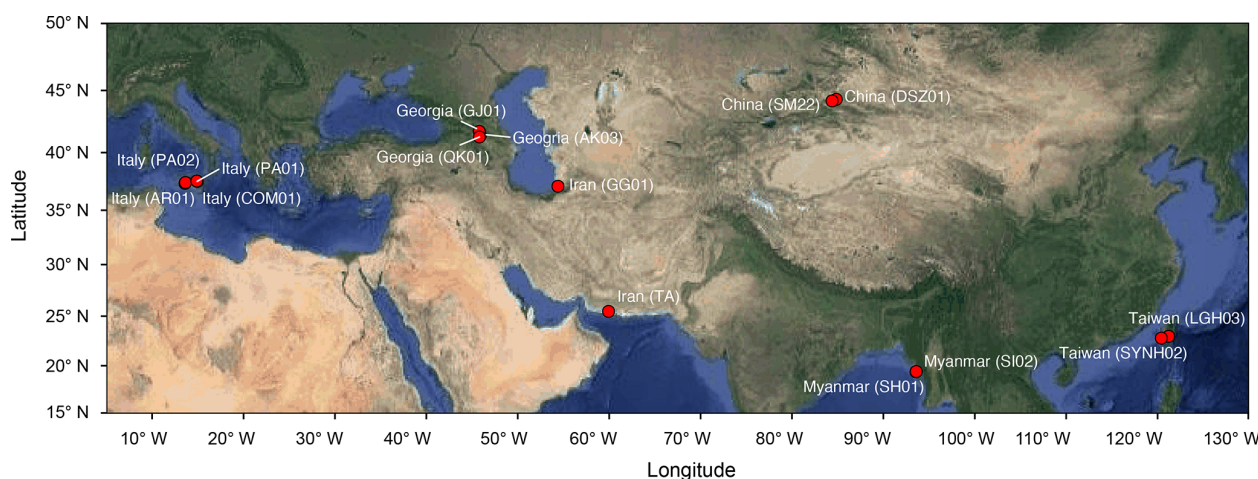 50° N
45° N
40° N
35° N
30° N
25° N
20° N
15° N
Latitude
Georgia (GJ01)
Geogria (AK03)
Georgia (QK01)
Italy (PA02)
Italy (PA01)
Italy (AR01)
Italy (COM01)
Iran (GG01)
Iran (TA)
China (SM22)
China (DSZ01)
Taiwan (LGH03)
Taiwan (SYNH02)
Myanmar (SI02)
Myanmar (SH01)
10° W 20° W 30° W 40° W 50° W 60° W 70° W 80° W 90° W 100° W 110° W 120° W 130° W
Longitude